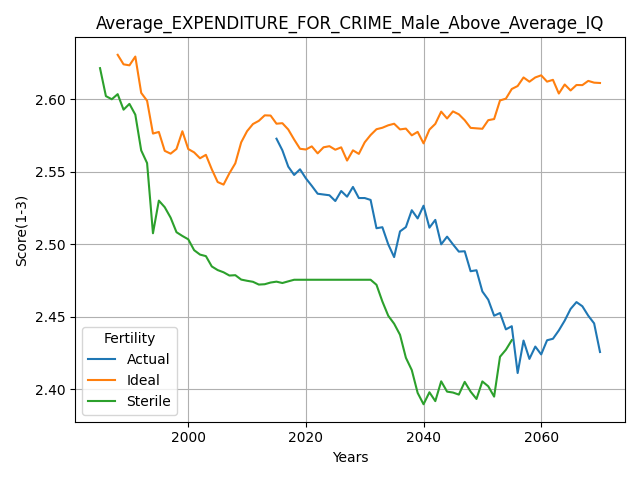 Average_EXPENDITURE_FOR_CRIME_Male_Above_Average_IQ
Score(1-3)
2.60
2.55
2.50
2.45
2.40
Fertility
Actual
Ideal
Sterile
2000
2020
2040
2060
Years